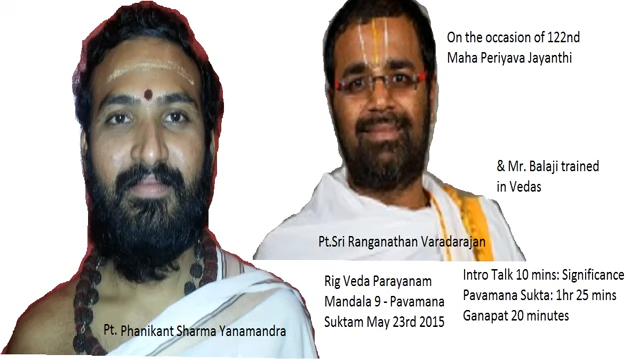 On the occasion of 122nd
Maha Periyava Jayanthi
& Mr. Balaji trained
in Vedas
Pt.Sri Ranganathan Varadarajan
Pt. Phanikant Sharma Yanamandra
Rig Veda Parayanam
Mandala 9 - Pavamana
Suktam May 23rd 2015
Intro Talk 10 mins: Significance
Pavamana Sukta: 1hr 25 mins
Ganapat 20 minutes